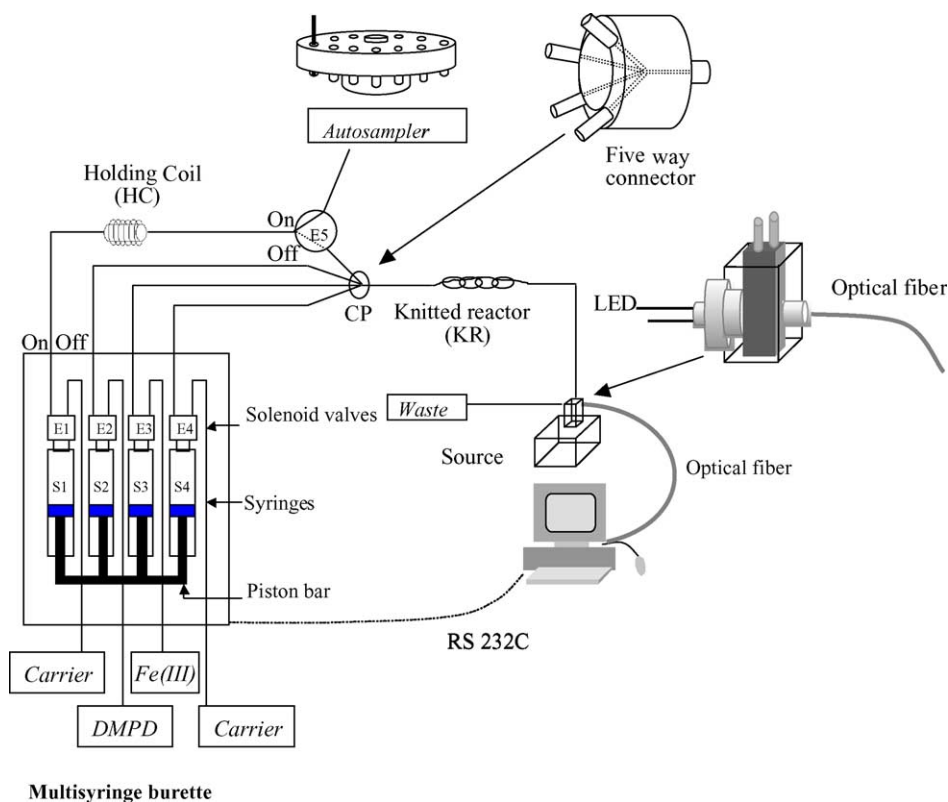 Autosampler
Five way
connector
Holding Coil
(HC)
On
E5
Off
CP
Knitted reactor
(KR)
LED
Optical fiber
On Off
Waste
Source
Optical fiber
E1 E2 E3 E4
Solenoid valves
S1 S2 S3 S4
Syringes
Piston bar
RS 232C
Carrier
Fe(III)
DMPD
Carrier
Multisyringe burette